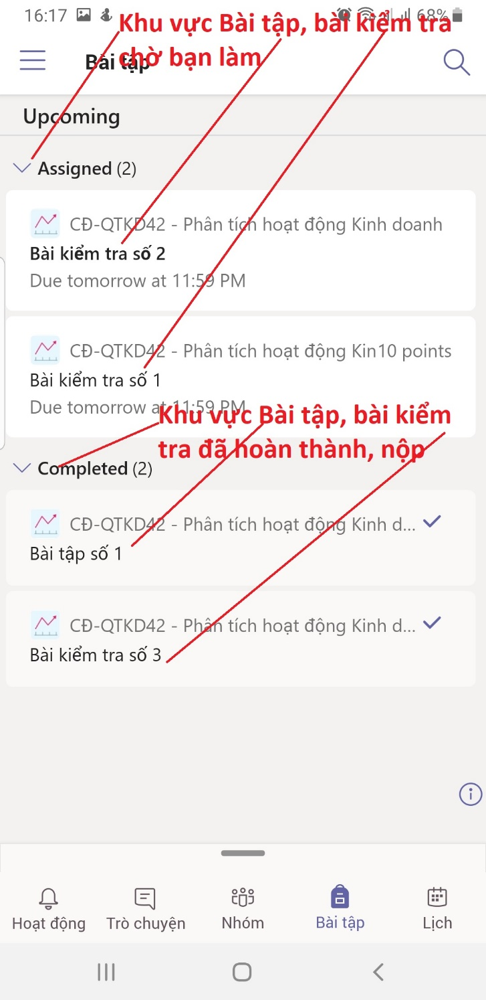 16:17
68%
Khu vực Bài tập, bài kiểm tra
chờ bạn làm
Bài tập
Upcoming
Assigned (2)
CĐ-QTKD42 - Phân tích hoạt động Kinh doanh
Bài kiểm tra số 2
Due tomorrow at 11:59 PM
CĐ-QTKD42 - Phân tích hoạt động Kin10 points
Bài kiểm tra số 1
Due tomorrow at 11:59 PM
Khu vực Bài tập, bài kiểm
tra đã hoàn thành, nộp
Completed (2)
CĐ-QTKD42 - Phân tích hoạt động Kinh d...
Bài tập số 1
CĐ-QTKD42 - Phân tích hoạt động Kinh d...
Bài kiểm tra số 3
Hoạt động
Trò chuyện
Nhóm
Bài tập
Lịch